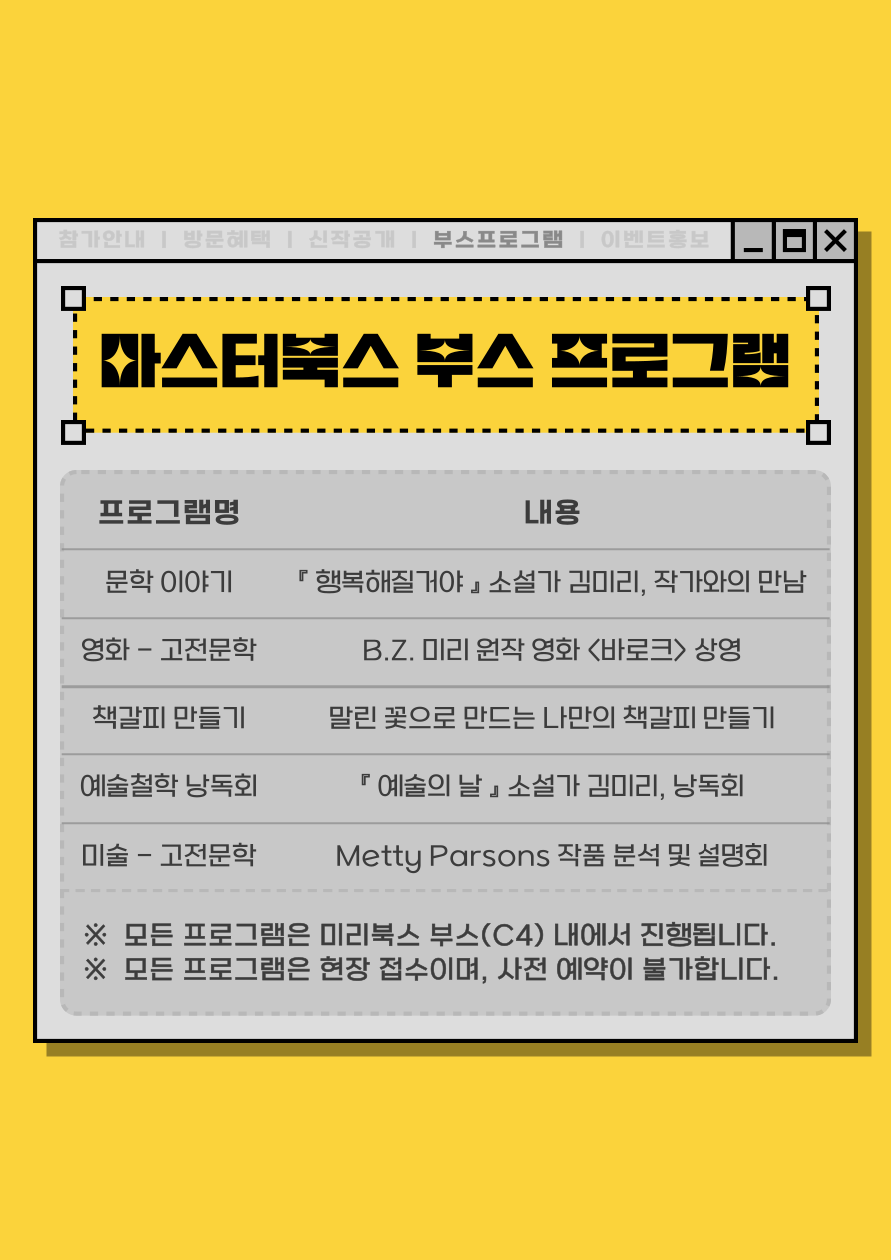 참가안내 | 방문혜택 | 신작공개 | 부스프로그램 | 이벤트홍보
마스터북스 부스 프로그램
프로그램명 내용
문학 이야기 『 행복해질거야 』 소설가 김미리, 작가와의 만남
영화 - 고전문학 B.Z. 미리 원작 영화 <바로크> 상영
책갈피 만들기 말린 꽃으로 만드는 나만의 책갈피 만들기
예술철학 낭독회 『 예술의 날 』 소설가 김미리, 낭독회
미술 - 고전문학 Metty Parsons 작품 분석 및 설명회
※ 모든 프로그램은 미리북스 부스(C4) 내에서 진행됩니다.
※ 모든 프로그램은 현장 접수이며, 사전 예약이 불가합니다.